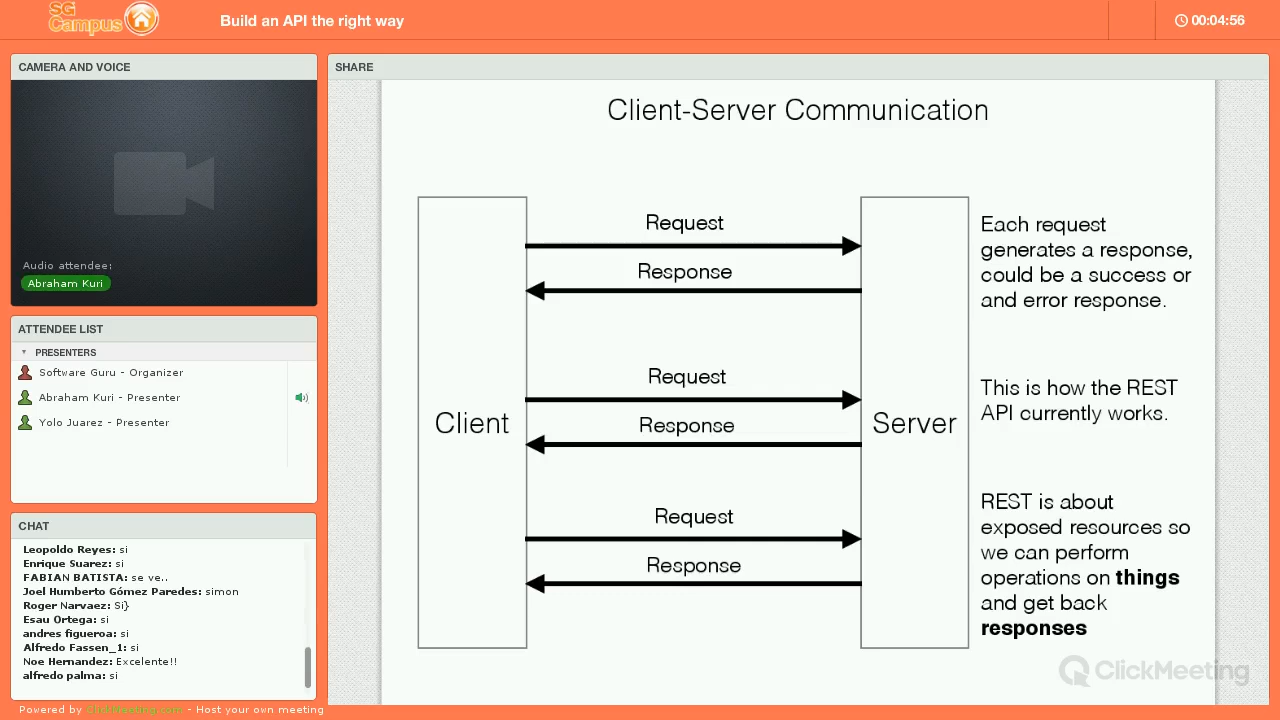 SG
Campus
Build an API the right way
00:04:56
CAMERA AND VOICE
Audio attendee:
Abraham Kuri
ATTENDEE LIST
PRESENTERS
Software Guru - Organizer
Abraham Kuri - Presenter
Yolo Juarez - Presenter
CHAT
Leopoldo Reyes: si
Enrique Suarez: si
FABIAN BATISTA: se ve..
Joel Humberto Gómez Paredes: simon
Roger Narvaez: Si}
Esau Ortega: si
andres figueroa: si
Alfredo Fassen_1: si
Noe Hernandez: Excelente!!
alfredo palma: si
Powered by ClickMeeting.com - Host your own meeting
SHARE
Client-Server Communication
Client
Request
Response
Request
Response
Request
Response
Server
Each request
generates a response,
could be a success or
and error response.
This is how the REST
API currently works.
REST is about
exposed resources so
we can perform
operations on things
and get back
responses
ClickMeeting